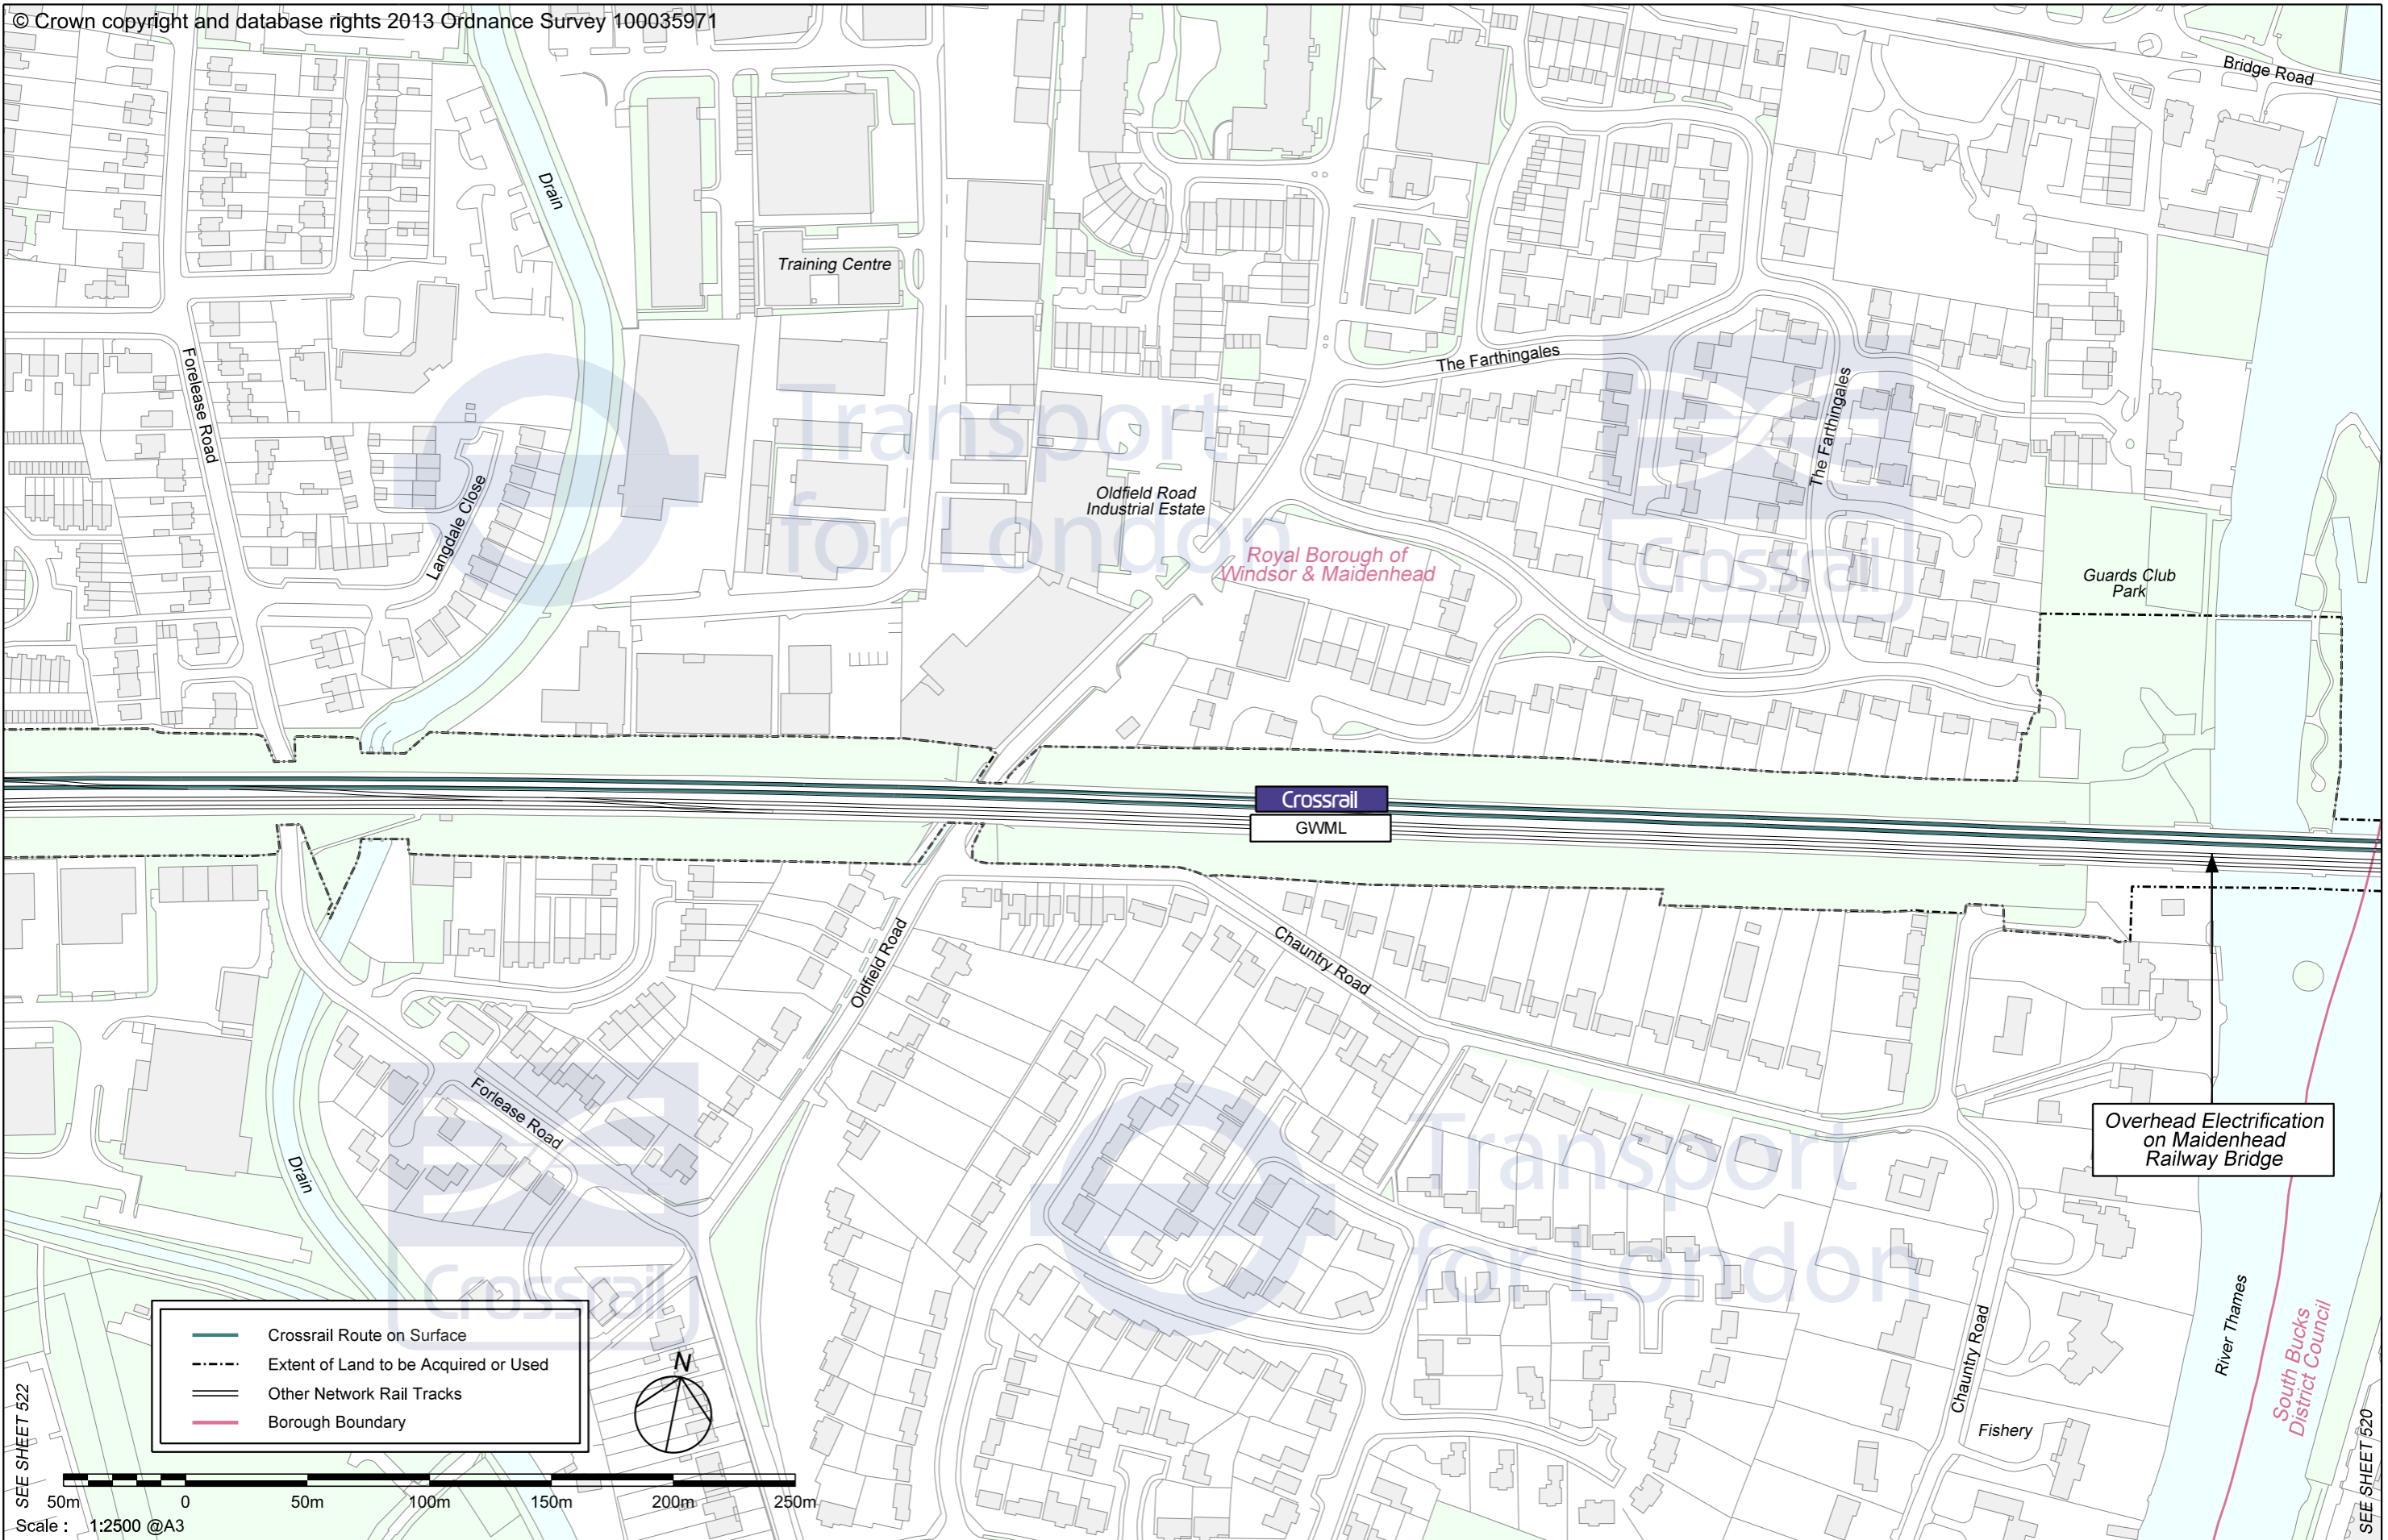 © Crown copyright and database rights 2013 Ordnance Survey 100035971
Bridge Road
Drain
Training Centre
Forelease Road
The Farthingales
The Farthingales
Transport
for London
Crossrail
Langdale Close
Oldfield Road
Industrial Estate
Royal Borough of
Windsor & Maidenhead
Guards Club
Park
Crossrail
GWML
Oldfield Road
Chauntry Road
Forlease Road
Drain
Crossrail
Transport
for London
Overhead Electrification
on Maidenhead
Railway Bridge
Chauntry Road
River Thames
South Bucks
District Council
Fishery
Crossrail Route on Surface
Extent of Land to be Acquired or Used
Other Network Rail Tracks
Borough Boundary
N
SEE SHEET 522
SEE SHEET 520
50m 0 50m 100m 150m 200m 250m
Scale : 1:2500 @A3